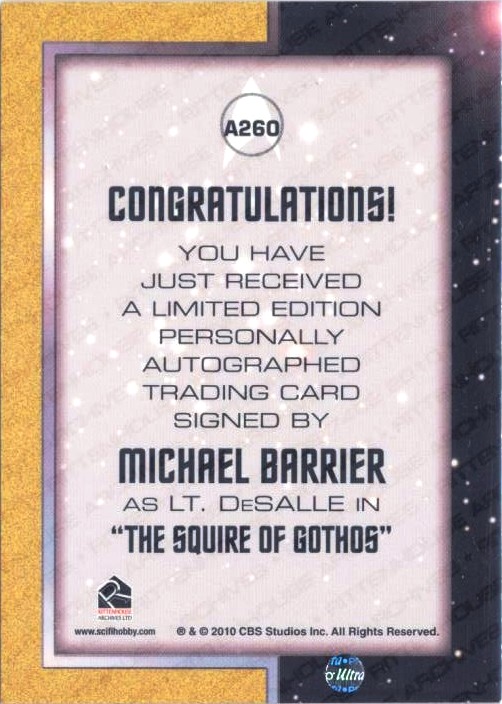 A260
CONGRATULATIONS!
YOU HAVE
JUST RECEIVED
A LIMITED EDITION
PERSONALLY
AUTOGRAPHED
TRADING CARD
SIGNED BY
MICHAEL BARRIER
AS LT. DESALLE IN
“THE SQUIRE OF GOTHOS”
RITTENHOUSE
ARCHIVES LTD
www.scifihobby.com ® & © 2010 CBS Studios Inc. All Rights Reserved.
Ultra